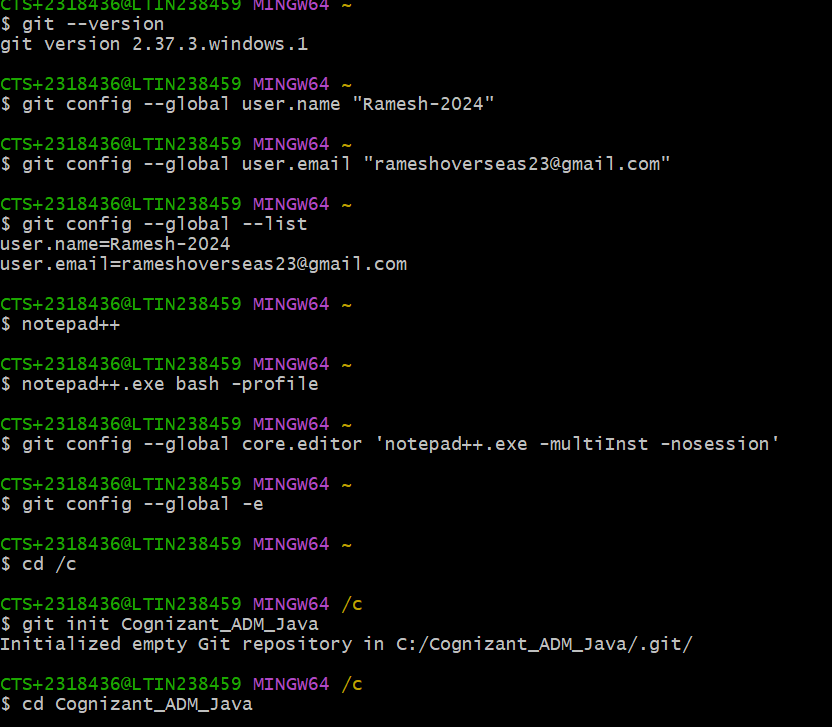 CTS+2318436@LTIN238459 MINGW64 ~
$ git --version
git version 2.37.3.windows.1
CTS+2318436@LTIN238459 MINGW64 ~
$ git config --global user.name "Ramesh-2024"
CTS+2318436@LTIN238459 MINGW64 ~
$ git config --global user.email "rameshoverseas23@gmail.com"
CTS+2318436@LTIN238459 MINGW64 ~
$ git config --global --list
user.name=Ramesh-2024
user.email=rameshoverseas23@gmail.com
CTS+2318436@LTIN238459 MINGW64 ~
$ notepad++
CTS+2318436@LTIN238459 MINGW64 ~
$ notepad++.exe bash -profile
CTS+2318436@LTIN238459 MINGW64 ~
$ git config --global core.editor 'notepad++.exe -multiInst -nosession'
CTS+2318436@LTIN238459 MINGW64 ~
$ git config --global -e
CTS+2318436@LTIN238459 MINGW64 ~
$ cd /c
CTS+2318436@LTIN238459 MINGW64 /c
$ git init Cognizant_ADM_Java
Initialized empty Git repository in C:/Cognizant_ADM_Java/.git/
CTS+2318436@LTIN238459 MINGW64 /c
$ cd Cognizant_ADM_Java